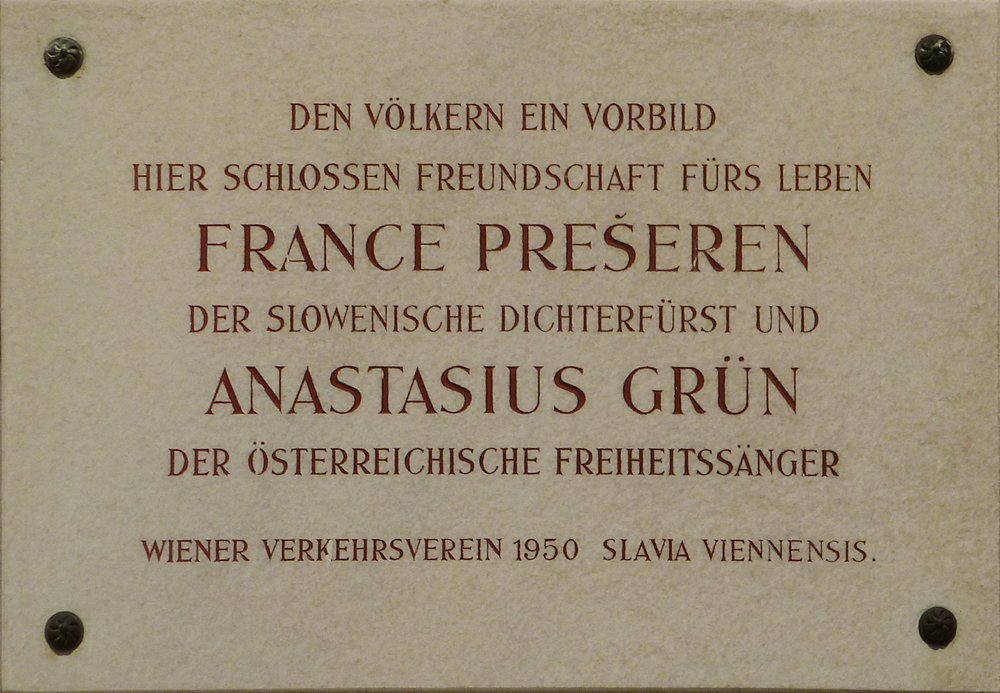 DEN VÖLKERN EIN VORBILD
HIER SCHLOSSEN FREUNDSCHAFT FÜRS LEBEN
FRANCE PREŠEREN
DER SLOWENISCHE DICHTERFÜRST UND
ANASTASIUS GRÜN
DER ÖSTERREICHISCHE FREIHEITSSÄNGER
WIENER VERKEHRSVEREIN 1950 SLAVIA VIENNENSIS.